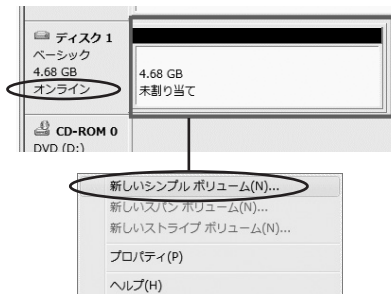 ディスク 1
ベーシック
4.68 GB
オンライン
4.68 GB
未割り当て
CD-ROM 0
DVD (D:)
新しいシンプル ボリューム(N)...
新しいスパン ボリューム(N)...
新しいストライプ ボリューム(N)...
プロパティ(P)
ヘルプ(H)